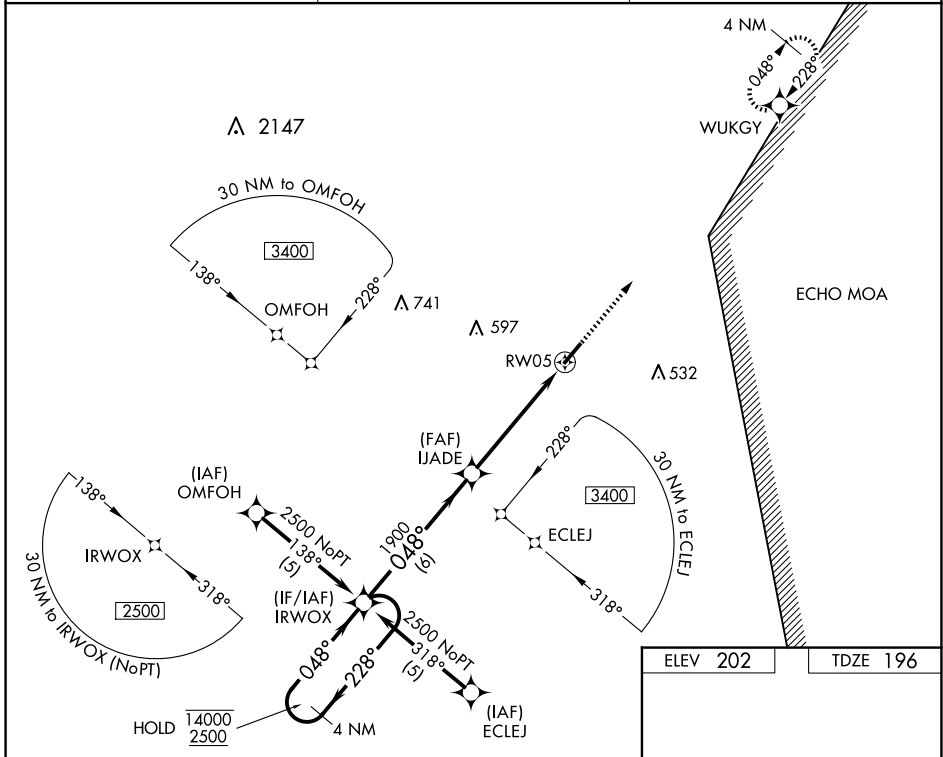 4 NM
048°
228°
WUKGY
2147
30 NM to OMFOH
3400
138°
228°
OMFOH
741
ECHO MOA
597
RW05
532
(FAF)
IJADE
228°
30 NM to ECLEJ
3400
ECLEJ
318°
138°
(IAF)
OMFOH
2500 NoPT
138°
(5)
1900
048°
(6)
IRWOX
318°
2500
30 NM to IRWOX (NoPT)
(IF/IAF)
IRWOX
2500 NoPT
318°
(5)
048°
228°
HOLD 14000
2500
4 NM
(IAF)
ECLEJ
ELEV 202
TDZE 196